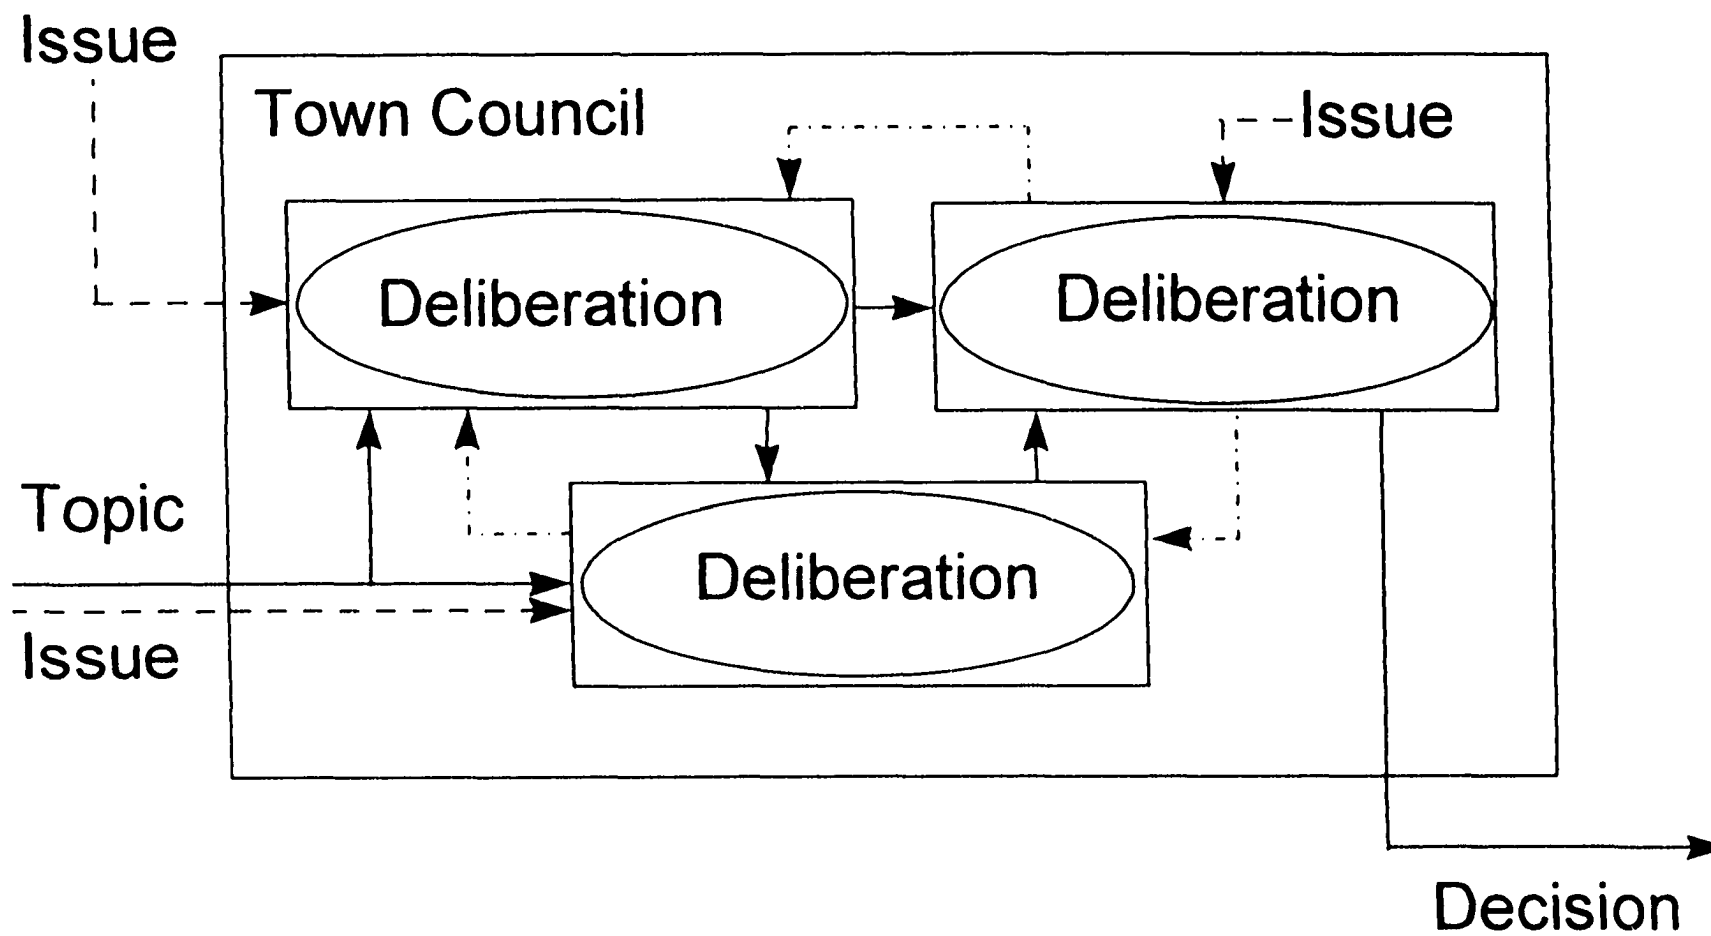 Issue
Town Council
Issue
Deliberation
Deliberation
Topic
Deliberation
Issue
Decision